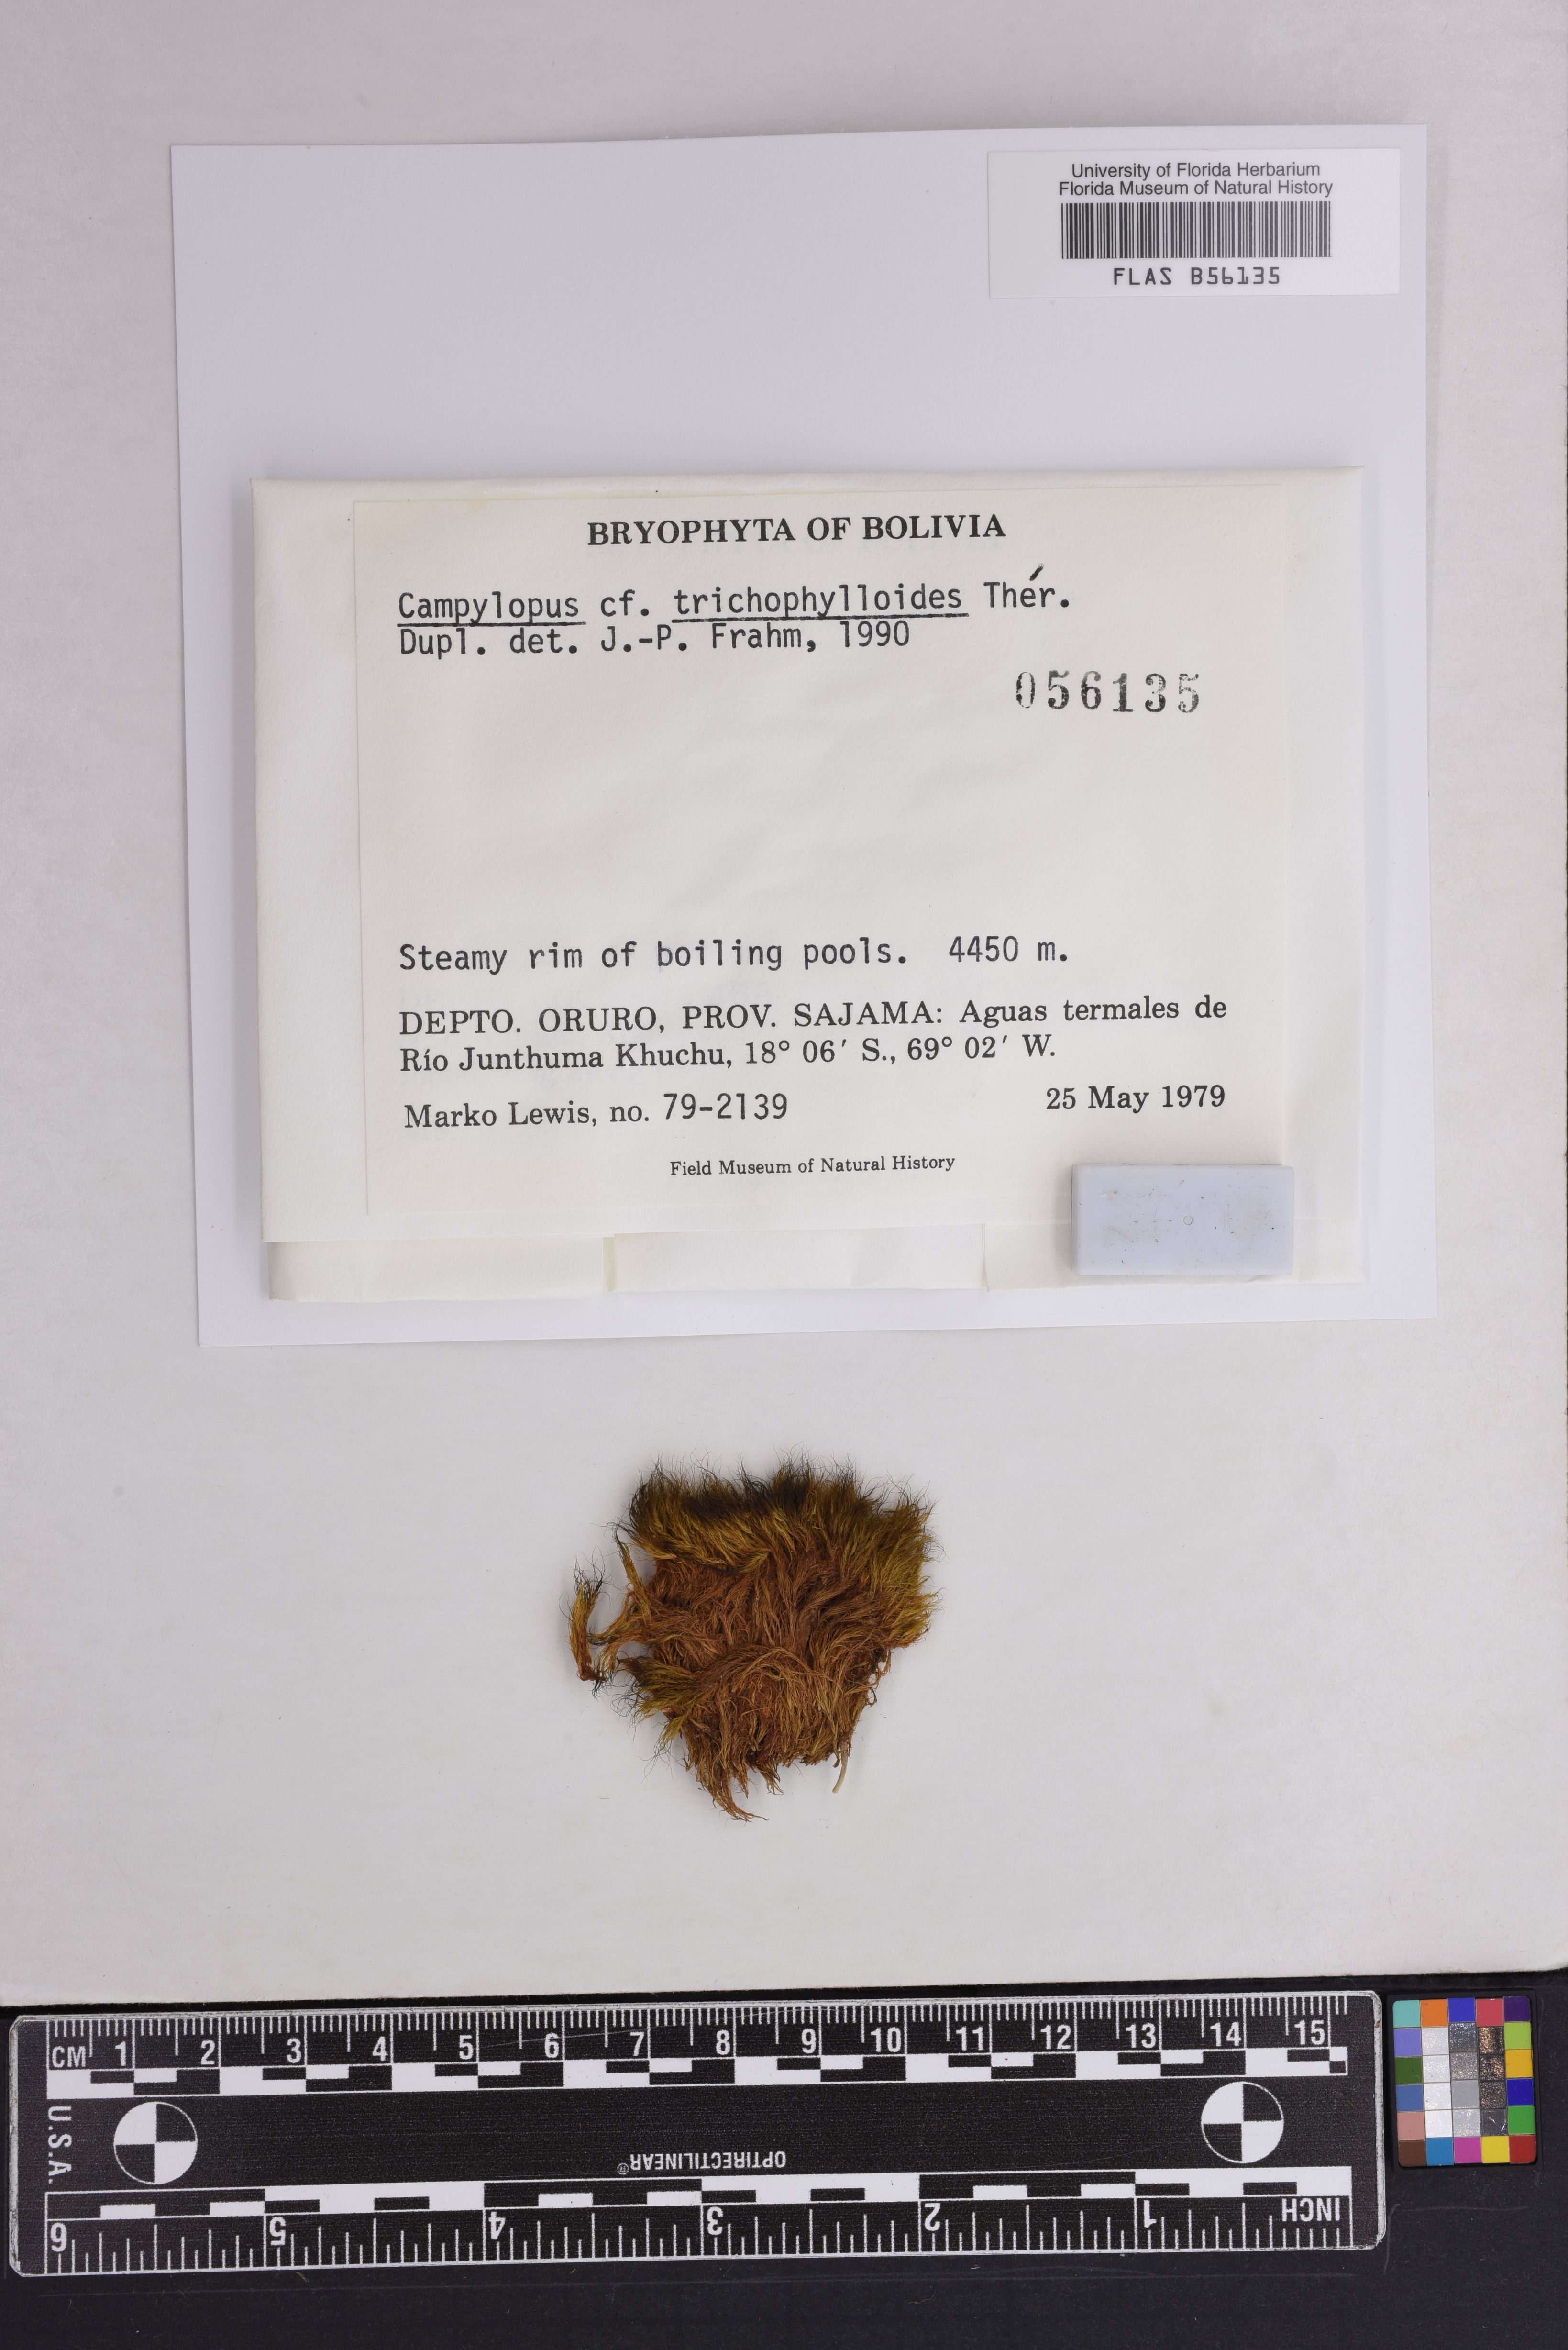 University of Florida Herbarium
Florida Museum of Natural History
FLAS B56135
BRYOPHYTA OF BOLIVIA
Campylopus cf. trichophylloides Thér.
Dupl. det. J.-P. Frahm, 1990
056135
Steamy rim of boiling pools. 4450 m.
DEPTO. ORURO, PROV. SAJAMA: Aguas termales de
Río Junthuma Khuchu, 18° 06′ S., 69° 02′ W.
Marko Lewis, no. 79-2139 25 May 1979
Field Museum of Natural History
CM 1 2 3 4 5 6 7 8 9 10 11 12 13 14 15
U.S.A.
OPTIRECTILINEAR®
INCH 1 2 3 4 5 6